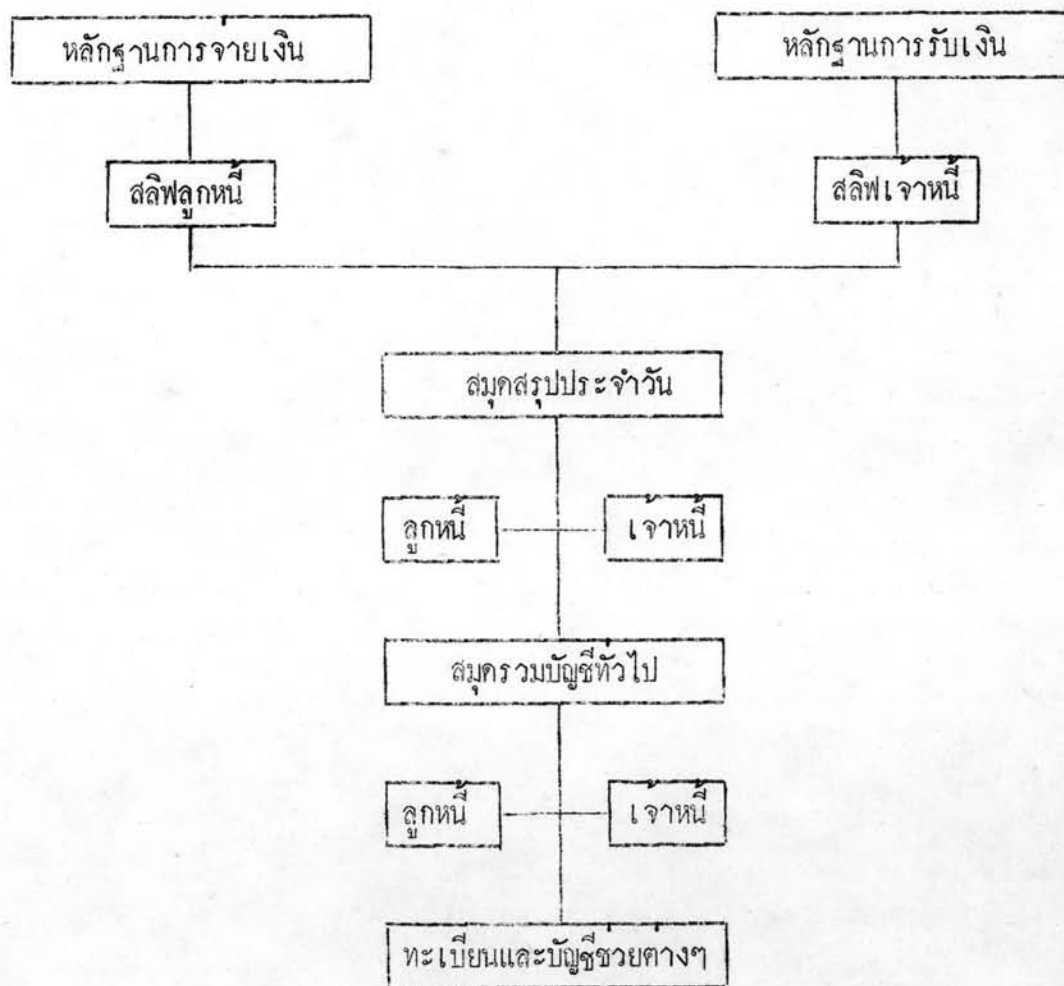 หลักฐานการจ่ายเงิน
หลักฐานการรับเงิน
สลิฟลูกหนี้
สลิฟเจ้าหนี้
สมุดสรุปประจำวัน
ลูกหนี้
เจ้าหนี้
สมุดรวมบัญชีทั่วไป
ลูกหนี้
เจ้าหนี้
ทะเบียนและบัญชีช่วยต่างๆ